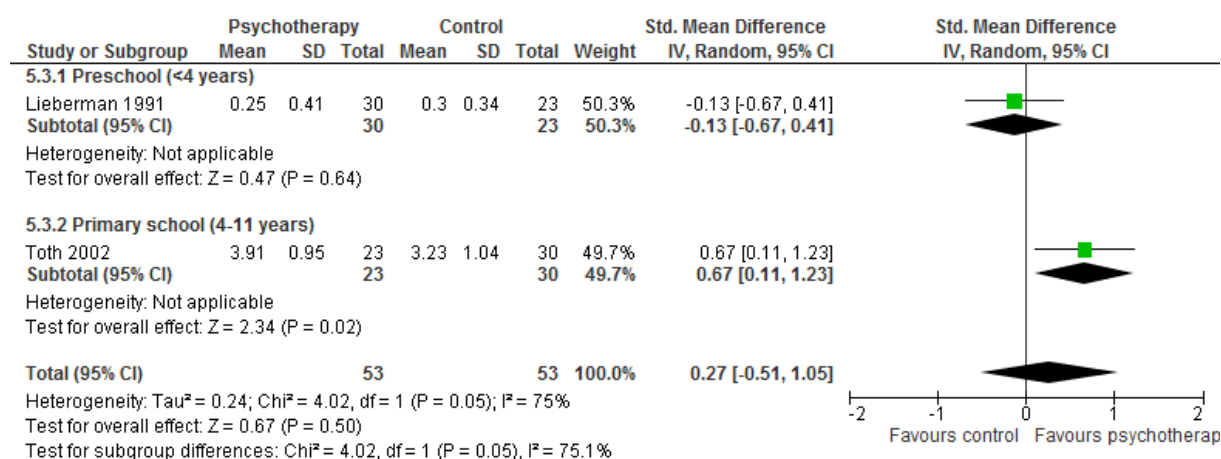 Psychotherapy Control Std. Mean Difference Std. Mean Difference
Study or Subgroup Mean SD Total Mean SD Total Weight IV, Random, 95% CI IV, Random, 95% CI
5.3.1 Preschool (<4 years)
Lieberman 1991 0.25 0.41 30 0.3 0.34 23 50.3% -0.13 [-0.67, 0.41]
Subtotal (95% CI) 30 23 50.3% -0.13 [-0.67, 0.41]
Heterogeneity: Not applicable
Test for overall effect: Z = 0.47 (P = 0.64)
5.3.2 Primary school (4-11 years)
Toth 2002 3.91 0.95 23 3.23 1.04 30 49.7% 0.67 [0.11, 1.23]
Subtotal (95% CI) 23 30 49.7% 0.67 [0.11, 1.23]
Heterogeneity: Not applicable
Test for overall effect: Z = 2.34 (P = 0.02)
Total (95% CI) 53 53 100.0% 0.27 [-0.51, 1.05]
Heterogeneity: Tau² = 0.24; Chi² = 4.02, df = 1 (P = 0.05); I² = 75%
Test for overall effect: Z = 0.67 (P = 0.50)
Test for subgroup differences: Chi² = 4.02, df = 1 (P = 0.05), I² = 75.1%
-2 -1 0 1 2
Favours control Favours psychotherap